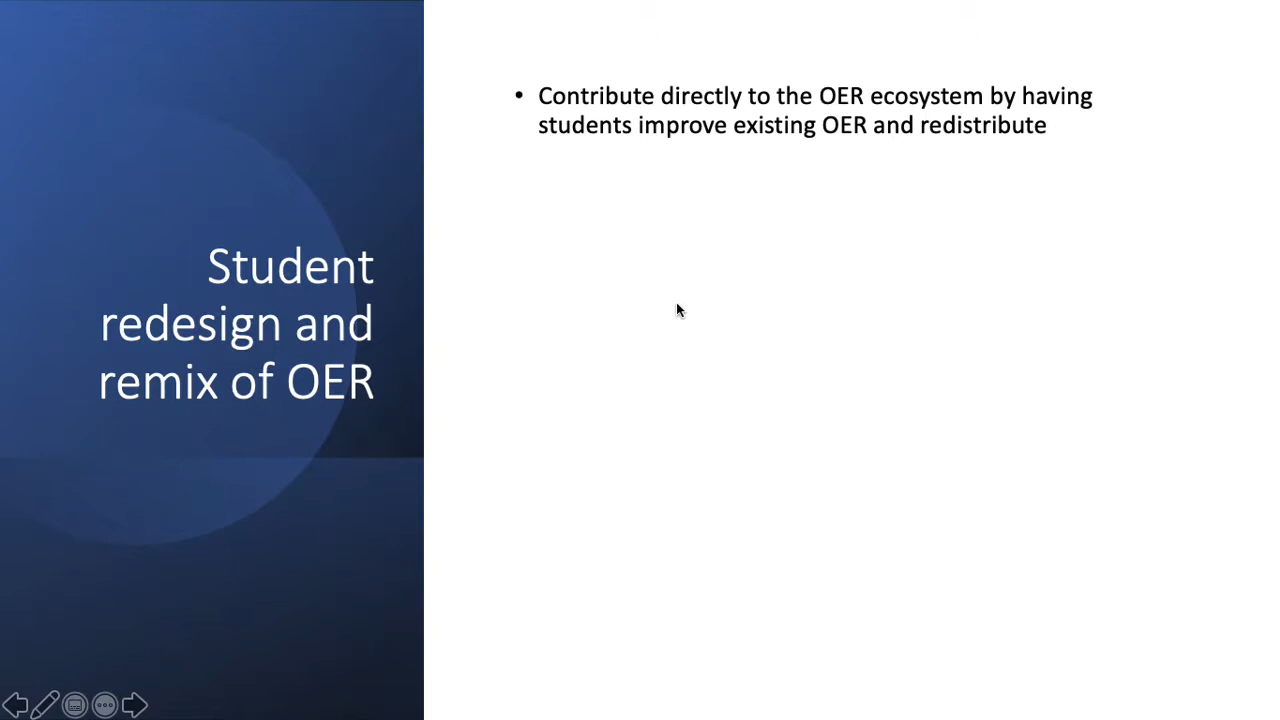 Student
redesign and
remix of OER
• Contribute directly to the OER ecosystem by having
students improve existing OER and redistribute